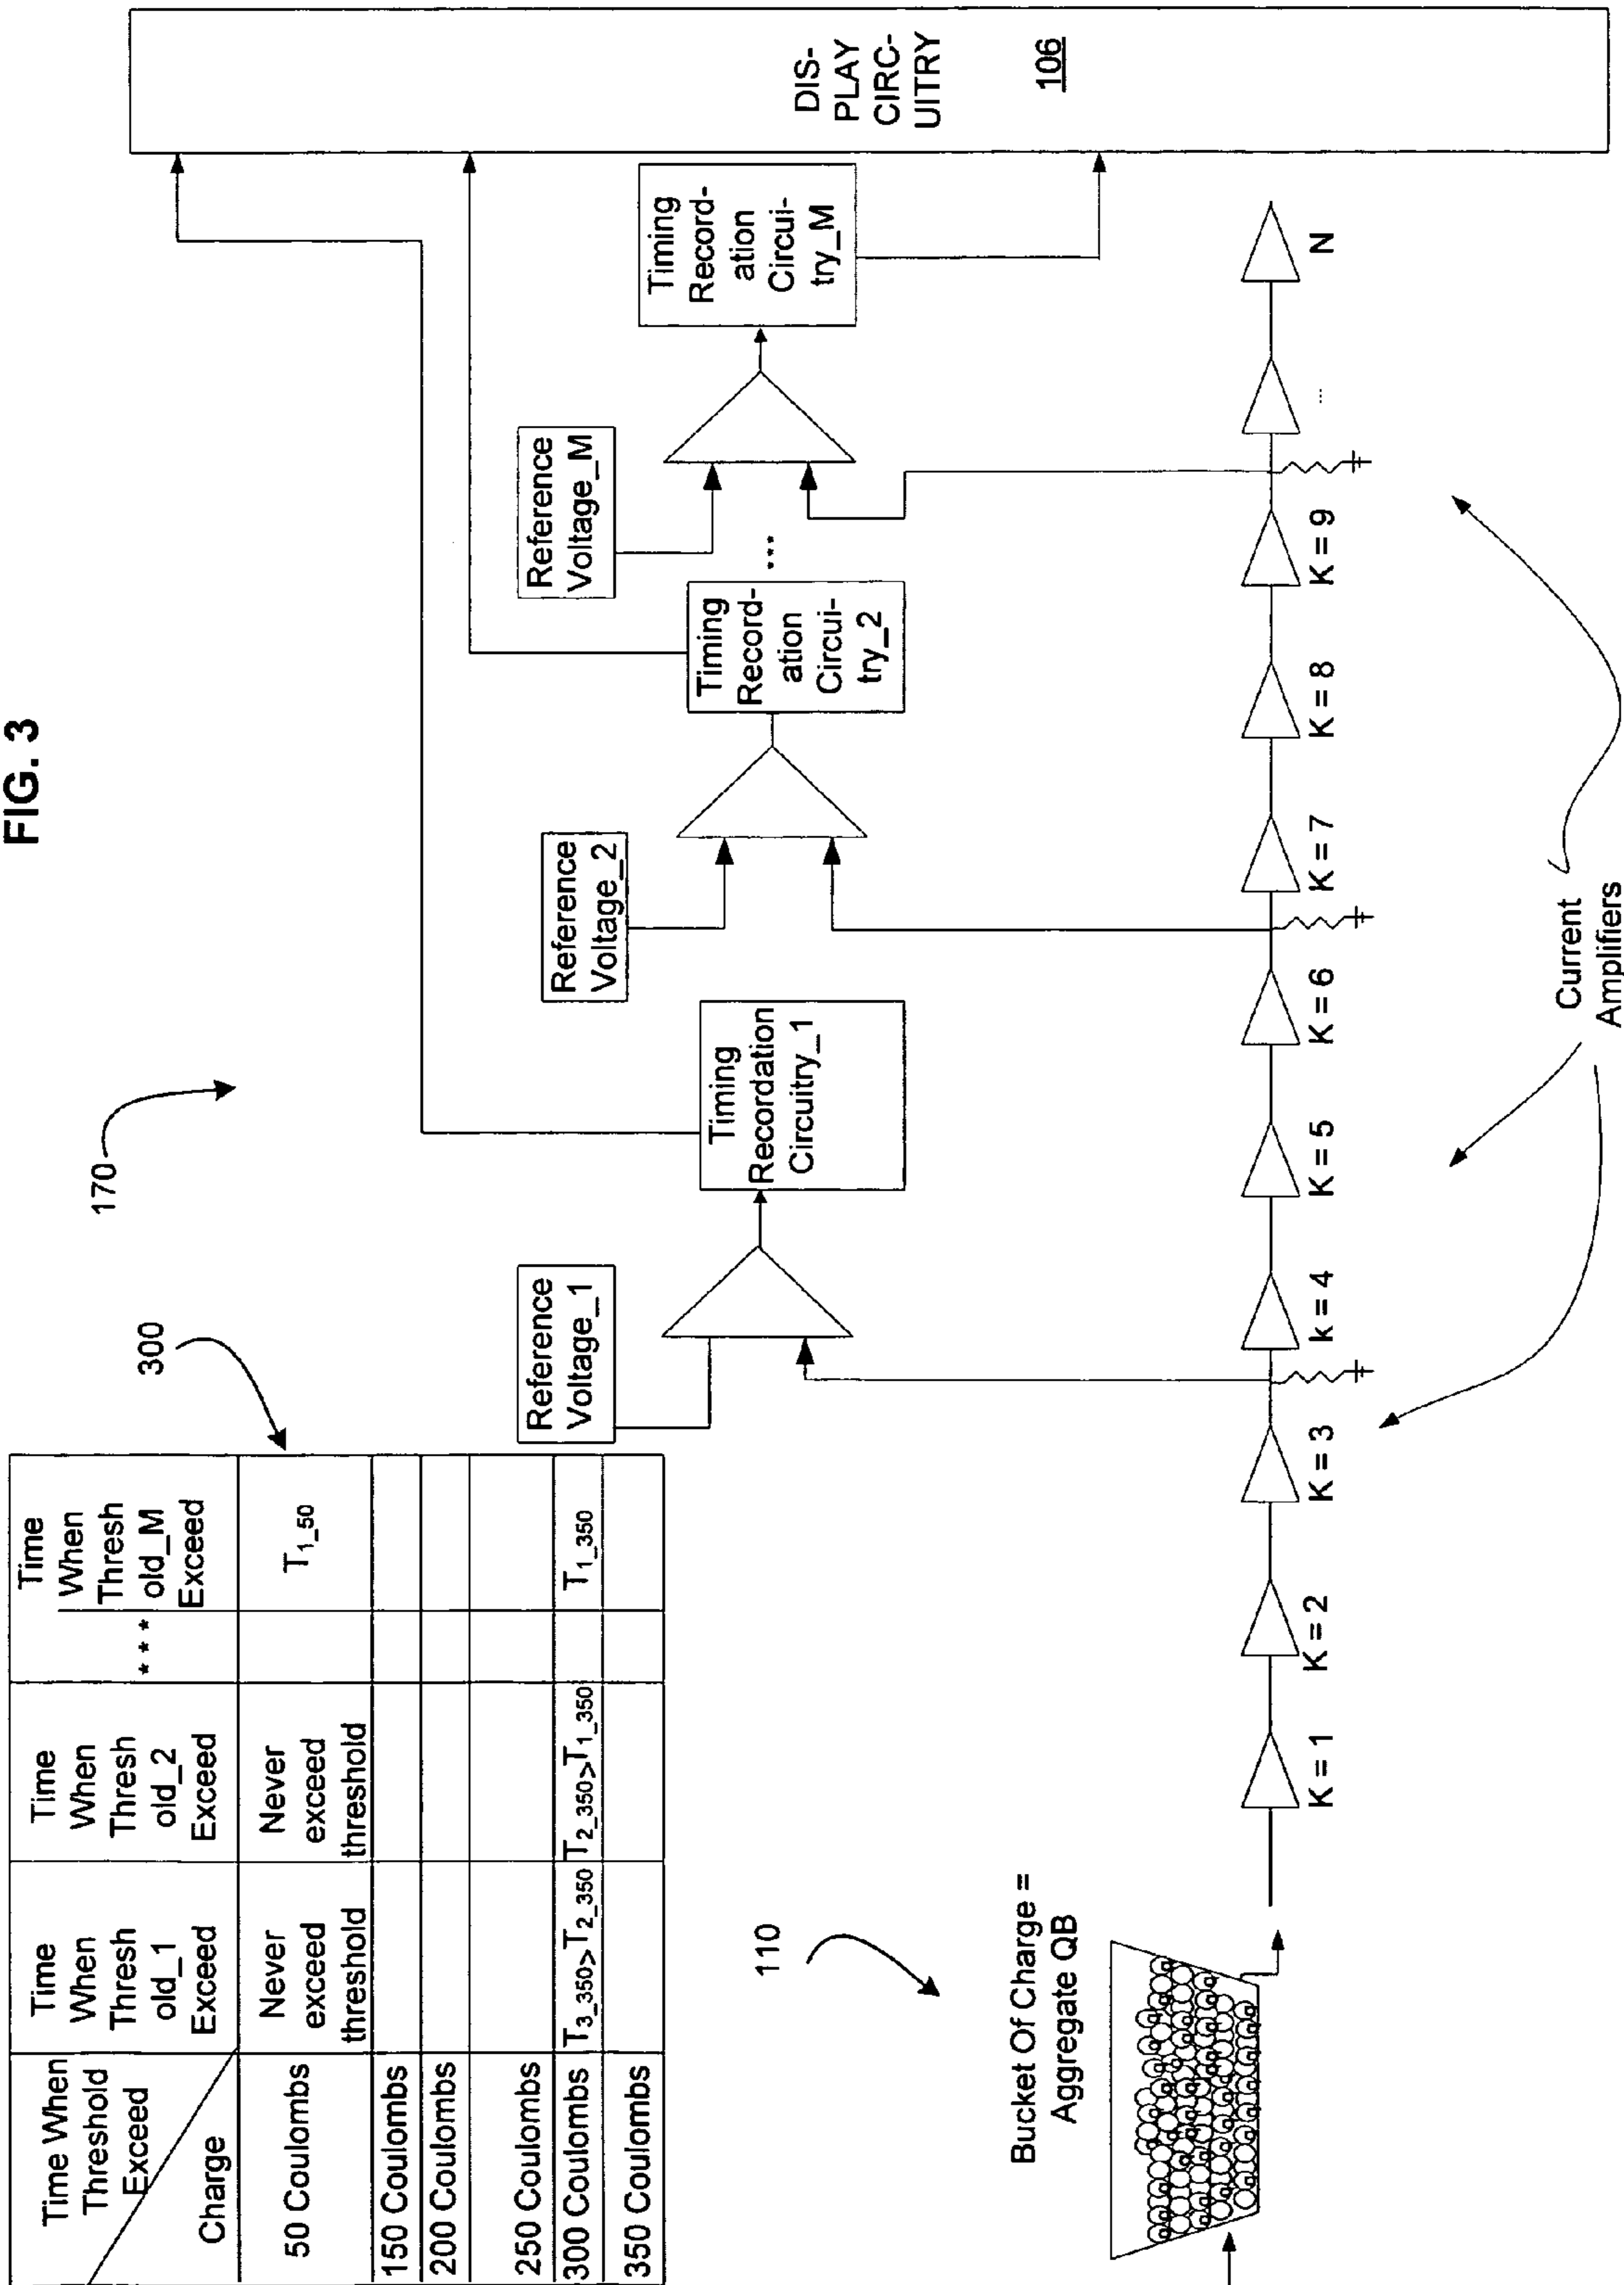 FIG. 3
Time When
Threshold
Exceed
Charge
Time
When
Thresh
old_1
Exceed
Time
When
Thresh
old_2
Exceed
* * *
Time
When
Thresh
old_M
Exceed
50 Coulombs
Never
exceed
threshold
Never
exceed
threshold
T1_50
150 Coulombs
200 Coulombs
250 Coulombs
300 Coulombs
T3_350>T2_350
T2_350>T1_350
T1_350
350 Coulombs
300
170
Reference
Voltage_1
Timing
Recordation
Circuitry_1
Reference
Voltage_2
Timing
Record-
ation
Circui-
try_2
...
Reference
Voltage_M
Timing
Record-
ation
Circui-
try_M
DIS-
PLAY
CIRC-
UITRY
106
110
Bucket Of Charge =
Aggregate QB
K = 1
K = 2
K = 3
k = 4
K = 5
K = 6
K = 7
K = 8
K = 9
...
N
Current
Amplifiers